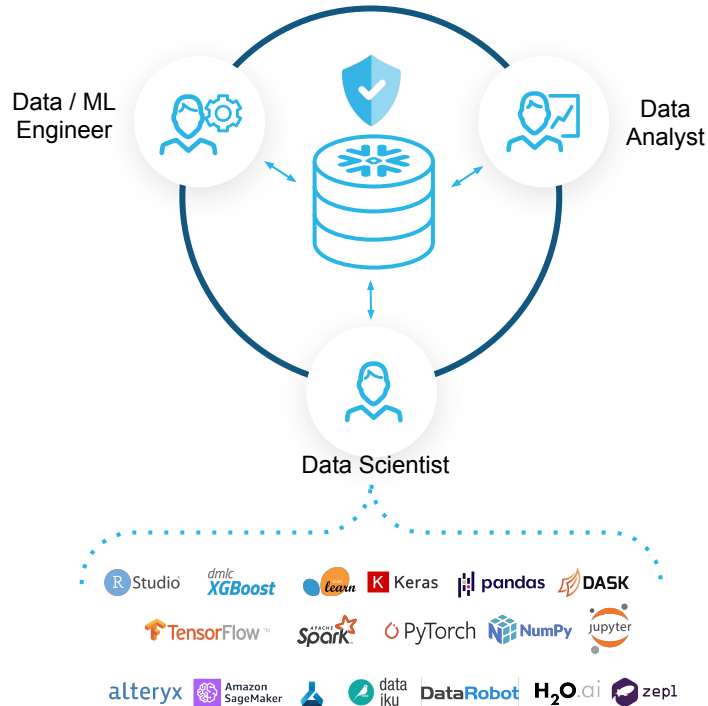 Data / ML
Engineer
Data
Analyst
Data Scientist
R Studio
dmlc
XGBoost
learn
K Keras
pandas
DASK
TensorFlow ™
APACHE
Spark
PyTorch
NumPy
jupyter
alteryx
Amazon
SageMaker
data
iku
DataRobot
H2O.ai
zepl